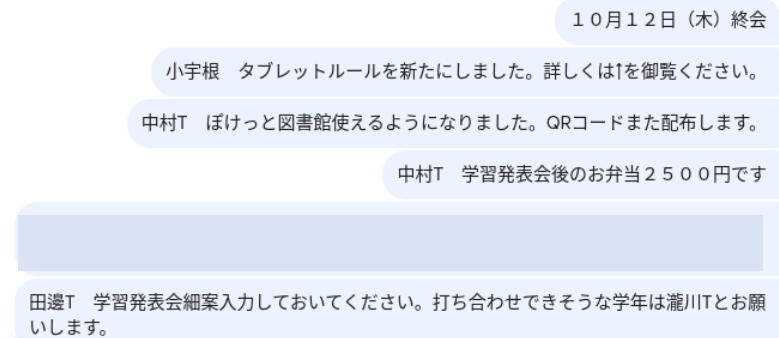 １０月１２日（木）終会
小宇根　タブレットルールを新たにしました。詳しくは↑を御覧ください。
中村T　ぽけっと図書館使えるようになりました。QRコードまた配布します。
中村T　学習発表会後のお弁当２５００円です
田邊T　学習発表会細案入力しておいてください。打ち合わせできそうな学年は瀧川Tとお願
いします。